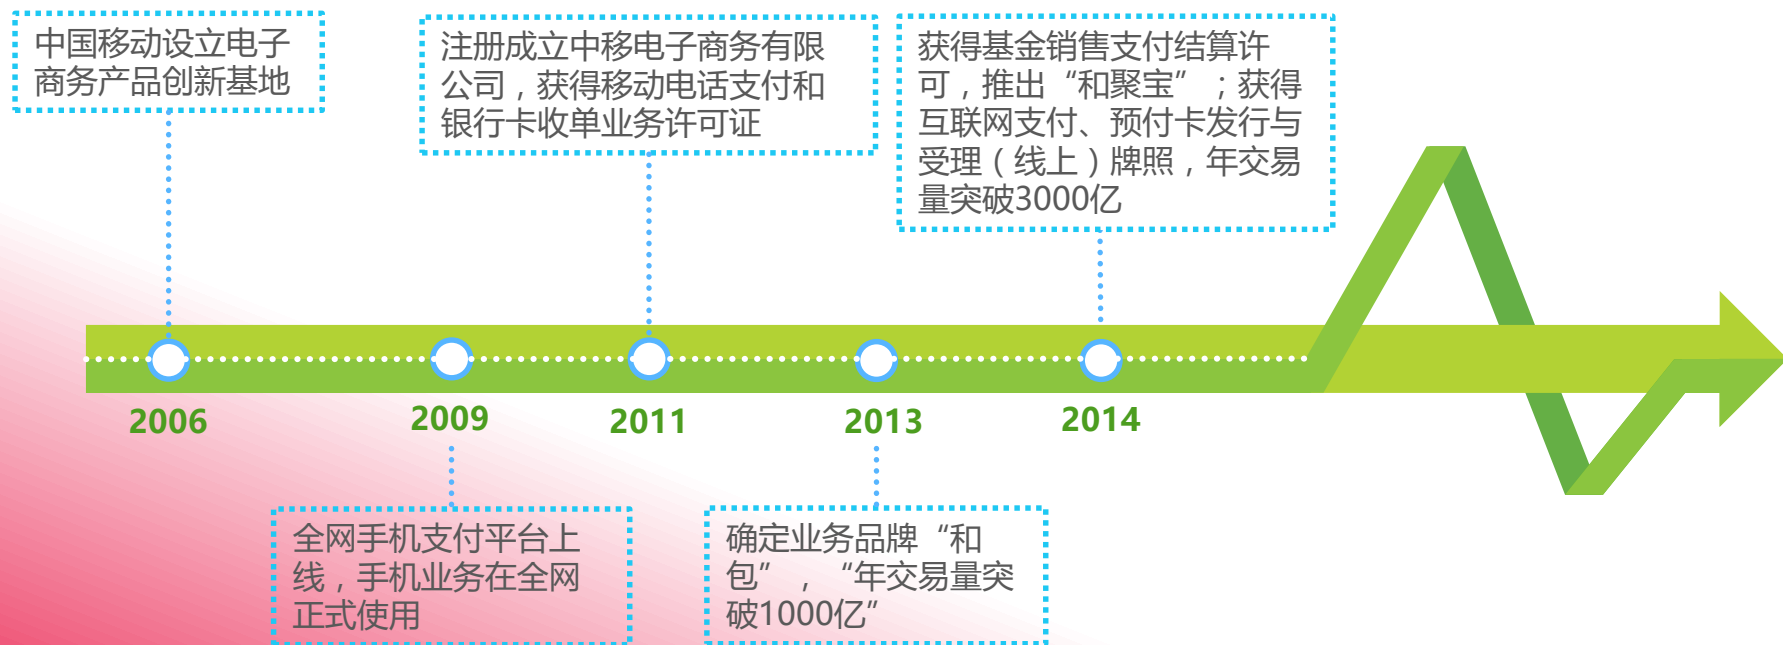 中国移动设立电子
商务产品创新基地
注册成立中移电子商务有限
公司，获得移动电话支付和
银行卡收单业务许可证
获得基金销售支付结算许
可，推出“和聚宝”；获得
互联网支付、预付卡发行与
受理（线上）牌照，年交易
量突破3000亿
2006
2009
2011
2013
2014
全网手机支付平台上
线，手机业务在全网
正式使用
确定业务品牌“和
包”，“年交易量突
破1000亿”